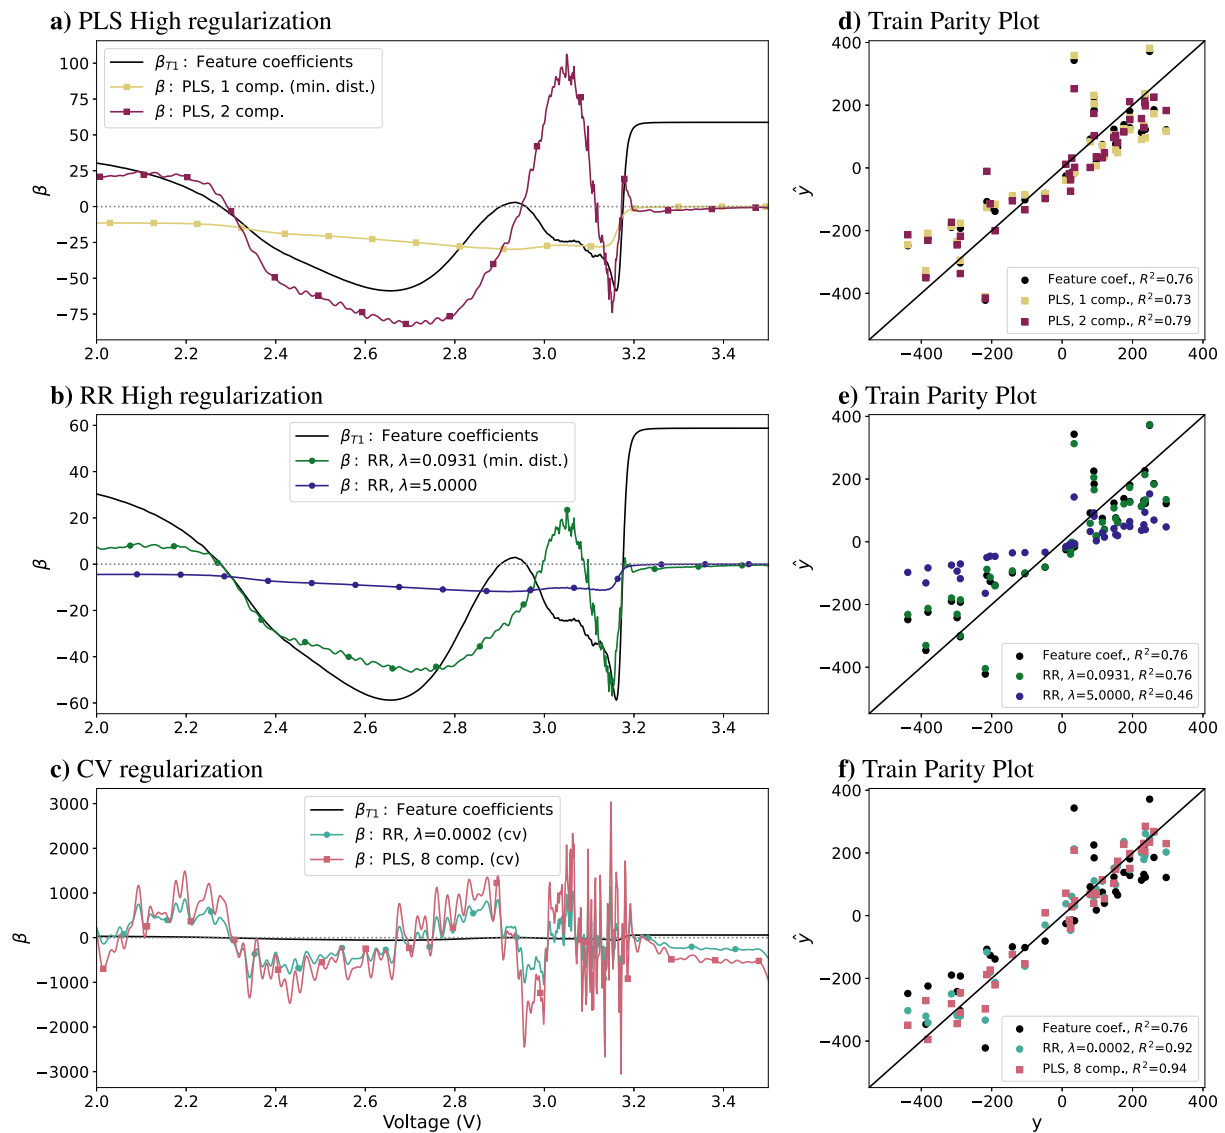 a) PLS High regularization
β_{T1} : Feature coefficients
β : PLS, 1 comp. (min. dist.)
β : PLS, 2 comp.
100
75
50
25
0
−25
−50
−75
β
2.0 2.2 2.4 2.6 2.8 3.0 3.2 3.4
d) Train Parity Plot
400
200
0
−200
−400
ŷ
Feature coef., R²=0.76
PLS, 1 comp., R²=0.73
PLS, 2 comp., R²=0.79
−400 −200 0 200 400
b) RR High regularization
β_{T1} : Feature coefficients
β : RR, λ=0.0931 (min. dist.)
β : RR, λ=5.0000
60
40
20
0
−20
−40
−60
β
2.0 2.2 2.4 2.6 2.8 3.0 3.2 3.4
e) Train Parity Plot
400
200
0
−200
−400
ŷ
Feature coef., R²=0.76
RR, λ=0.0931, R²=0.76
RR, λ=5.0000, R²=0.46
−400 −200 0 200 400
c) CV regularization
β_{T1} : Feature coefficients
β : RR, λ=0.0002 (cv)
β : PLS, 8 comp. (cv)
3000
2000
1000
0
−1000
−2000
−3000
β
2.0 2.2 2.4 2.6 2.8 3.0 3.2 3.4
Voltage (V)
f) Train Parity Plot
400
200
0
−200
−400
ŷ
Feature coef., R²=0.76
RR, λ=0.0002, R²=0.92
PLS, 8 comp., R²=0.94
−400 −200 0 200 400
y